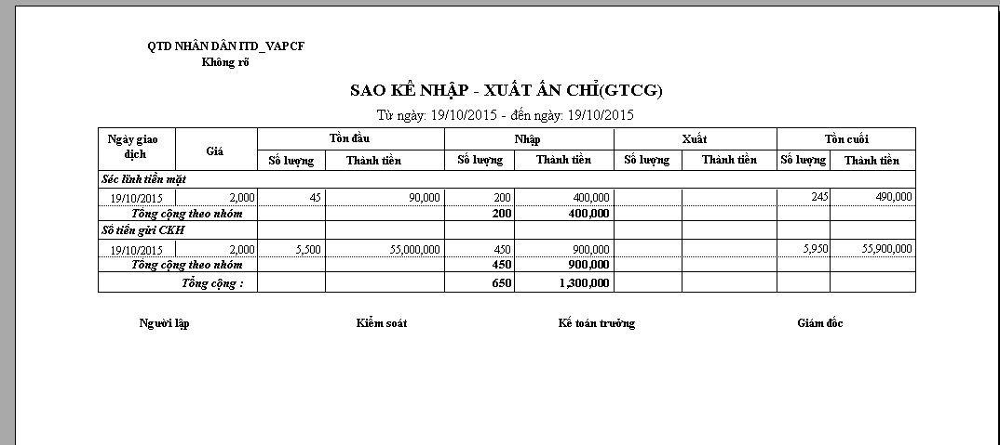 QTD NHÂN DÂN ITD_VAPCF
Không rõ
SAO KÊ NHẬP - XUẤT ẤN CHỈ(GTCG)
Từ ngày: 19/10/2015 - đến ngày: 19/10/2015
Ngày giao dịch Giá Tồn đầu Nhập Xuất Tồn cuối
Số lượng Thành tiền Số lượng Thành tiền Số lượng Thành tiền Số lượng Thành tiền
Séc lĩnh tiền mặt
19/10/2015 2,000 45 90,000 200 400,000 245 490,000
Tổng cộng theo nhóm 200 400,000
Sổ tiền gửi CKH
19/10/2015 2,000 5,500 55,000,000 450 900,000 5,950 55,900,000
Tổng cộng theo nhóm 450 900,000
Tổng cộng : 650 1,300,000
Người lập Kiểm soát Kế toán trưởng Giám đốc